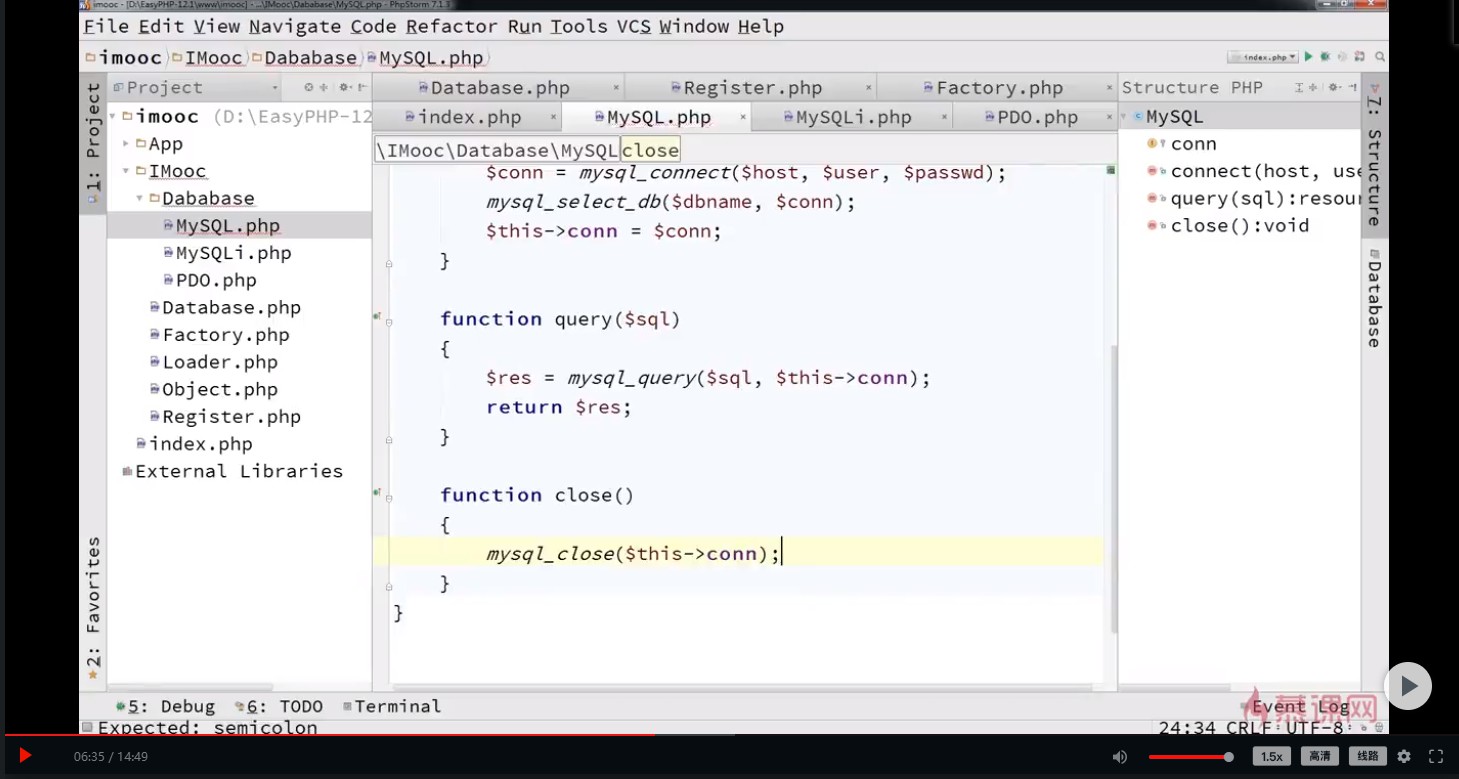 imooc - [D:\EasyPHP-12.1\www\imooc] - ...\IMooc\Dababase\MySQL.php - PhpStorm 7.1.3
File Edit View Navigate Code Refactor Run Tools VCS Window Help
imooc IMooc Dababase MySQL.php
index.php
1: Project
Project
Database.php Register.php Factory.php
index.php MySQL.php MySQLi.php PDO.php
\IMooc\Database\MySQL close
imooc (D:\EasyPHP-12
App
IMooc
Dababase
MySQL.php
MySQLi.php
PDO.php
Database.php
Factory.php
Loader.php
Object.php
Register.php
index.php
External Libraries
$conn = mysql_connect($host, $user, $passwd);
mysql_select_db($dbname, $conn);
$this->conn = $conn;
}
function query($sql)
{
$res = mysql_query($sql, $this->conn);
return $res;
}
function close()
{
mysql_close($this->conn);
}
}
Structure PHP
MySQL
conn
connect(host, use
query(sql):resour
close():void
7: Structure
Database
2: Favorites
5: Debug 6: TODO Terminal Event Log
慕课网
Expected: semicolon 24:34 CRLF UTF-8
06:35 / 14:49 1.5x 高清 线路